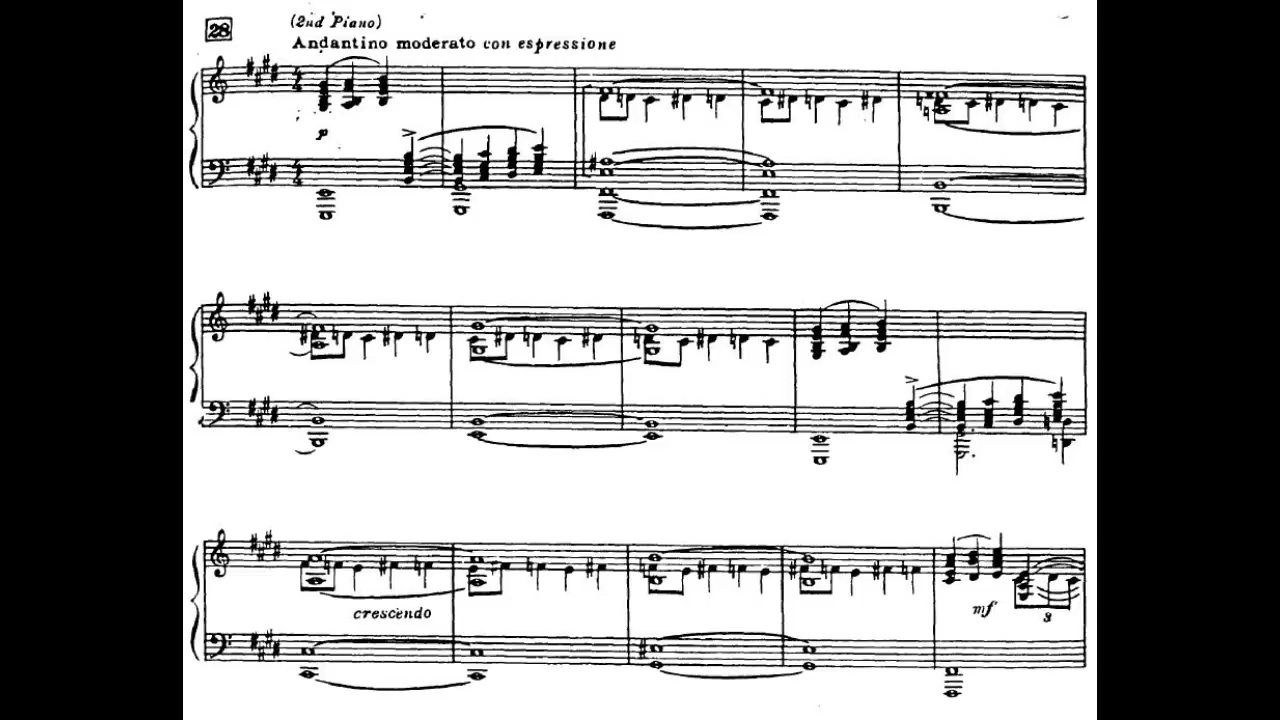 28
(2nd Piano)
Andantino moderato con espressione
p
crescendo
mf
3